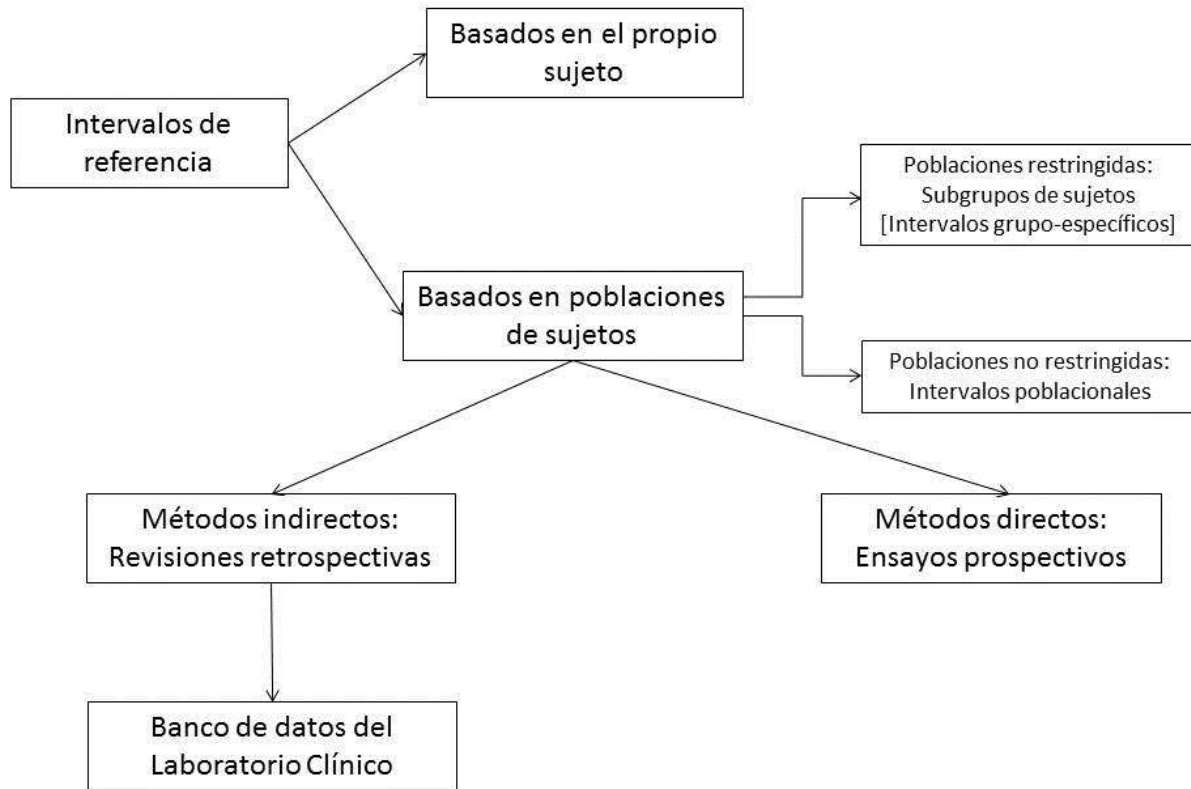 Basados en el propio
sujeto
Intervalos de
referencia
Poblaciones restringidas:
Subgrupos de sujetos
[Intervalos grupo-específicos]
Basados en poblaciones
de sujetos
Poblaciones no restringidas:
Intervalos poblacionales
Métodos indirectos:
Revisiones retrospectivas
Métodos directos:
Ensayos prospectivos
Banco de datos del
Laboratorio Clínico